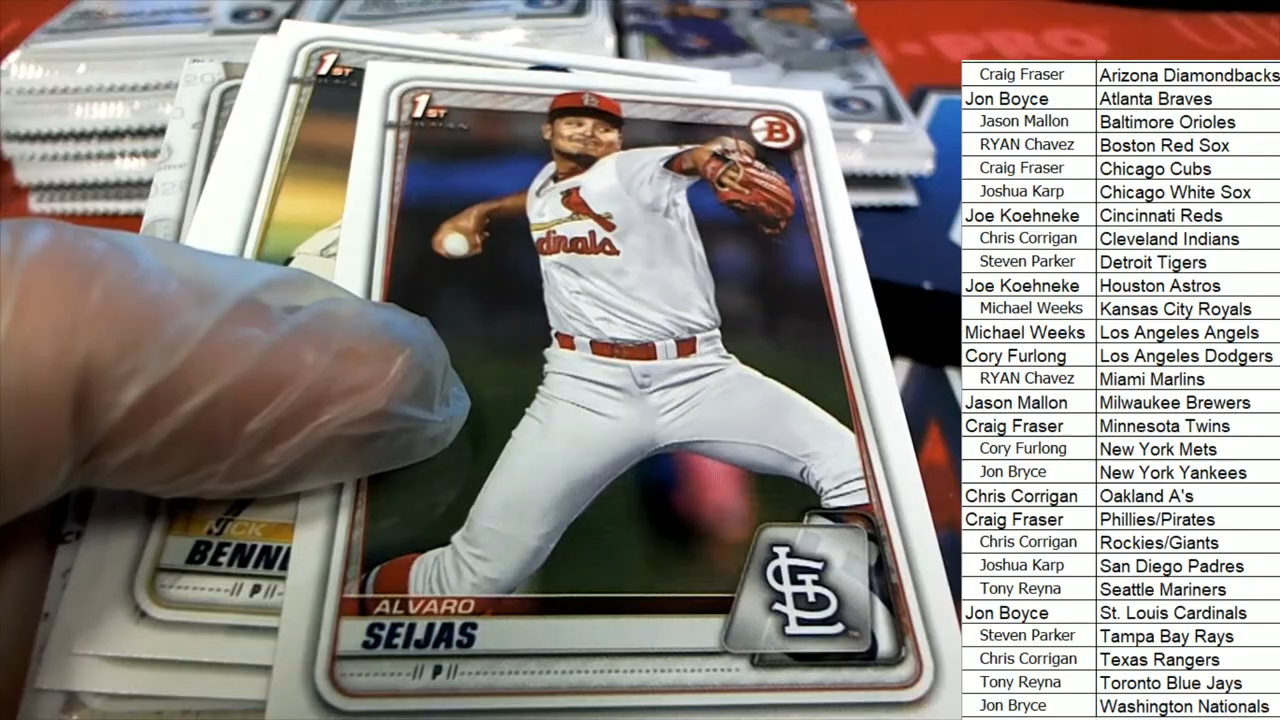 1ST
1ST
B
Cardinals
NICK
BENN
P
ALVARO
SEIJAS
P
Craig Fraser Arizona Diamondbacks
Jon Boyce Atlanta Braves
Jason Mallon Baltimore Orioles
RYAN Chavez Boston Red Sox
Craig Fraser Chicago Cubs
Joshua Karp Chicago White Sox
Joe Koehneke Cincinnati Reds
Chris Corrigan Cleveland Indians
Steven Parker Detroit Tigers
Joe Koehneke Houston Astros
Michael Weeks Kansas City Royals
Michael Weeks Los Angeles Angels
Cory Furlong Los Angeles Dodgers
RYAN Chavez Miami Marlins
Jason Mallon Milwaukee Brewers
Craig Fraser Minnesota Twins
Cory Furlong New York Mets
Jon Bryce New York Yankees
Chris Corrigan Oakland A's
Craig Fraser Phillies/Pirates
Chris Corrigan Rockies/Giants
Joshua Karp San Diego Padres
Tony Reyna Seattle Mariners
Jon Boyce St. Louis Cardinals
Steven Parker Tampa Bay Rays
Chris Corrigan Texas Rangers
Tony Reyna Toronto Blue Jays
Jon Bryce Washington Nationals